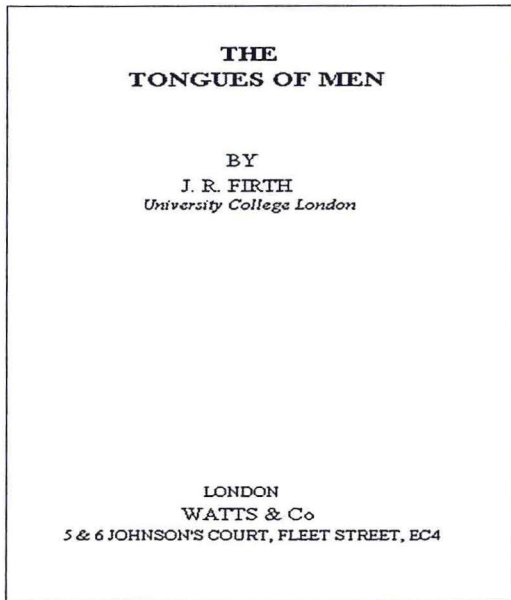 THE
TONGUES OF MEN
BY
J. R. FIRTH
University College London
LONDON
WATTS & Co
5 & 6 JOHNSON'S COURT, FLEET STREET, EC4